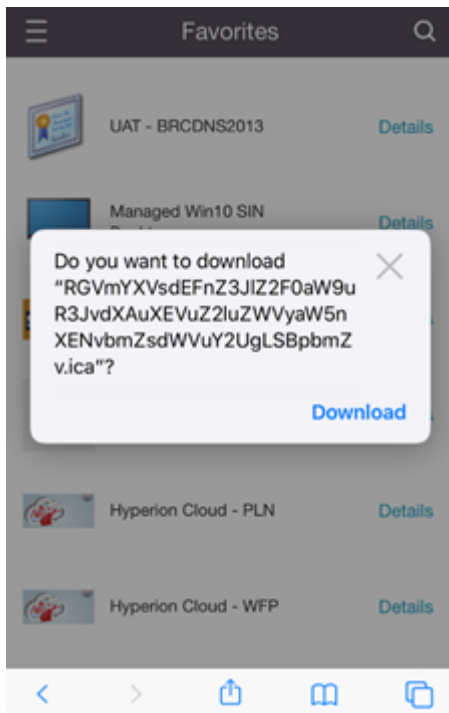 Favorites
UAT - BRCDNS2013
Details
Managed Win10 SIN
Details
Do you want to download
"RGVmYXVsdEFnZ3JlZ2F0aW9u
R3JvdXAuXEVuZ2luZWVyaW5n
XENvbmZsdWVuY2UgLSBpbmZ
v.ica"?
Download
Hyperion Cloud - PLN
Details
Hyperion Cloud - WFP
Details